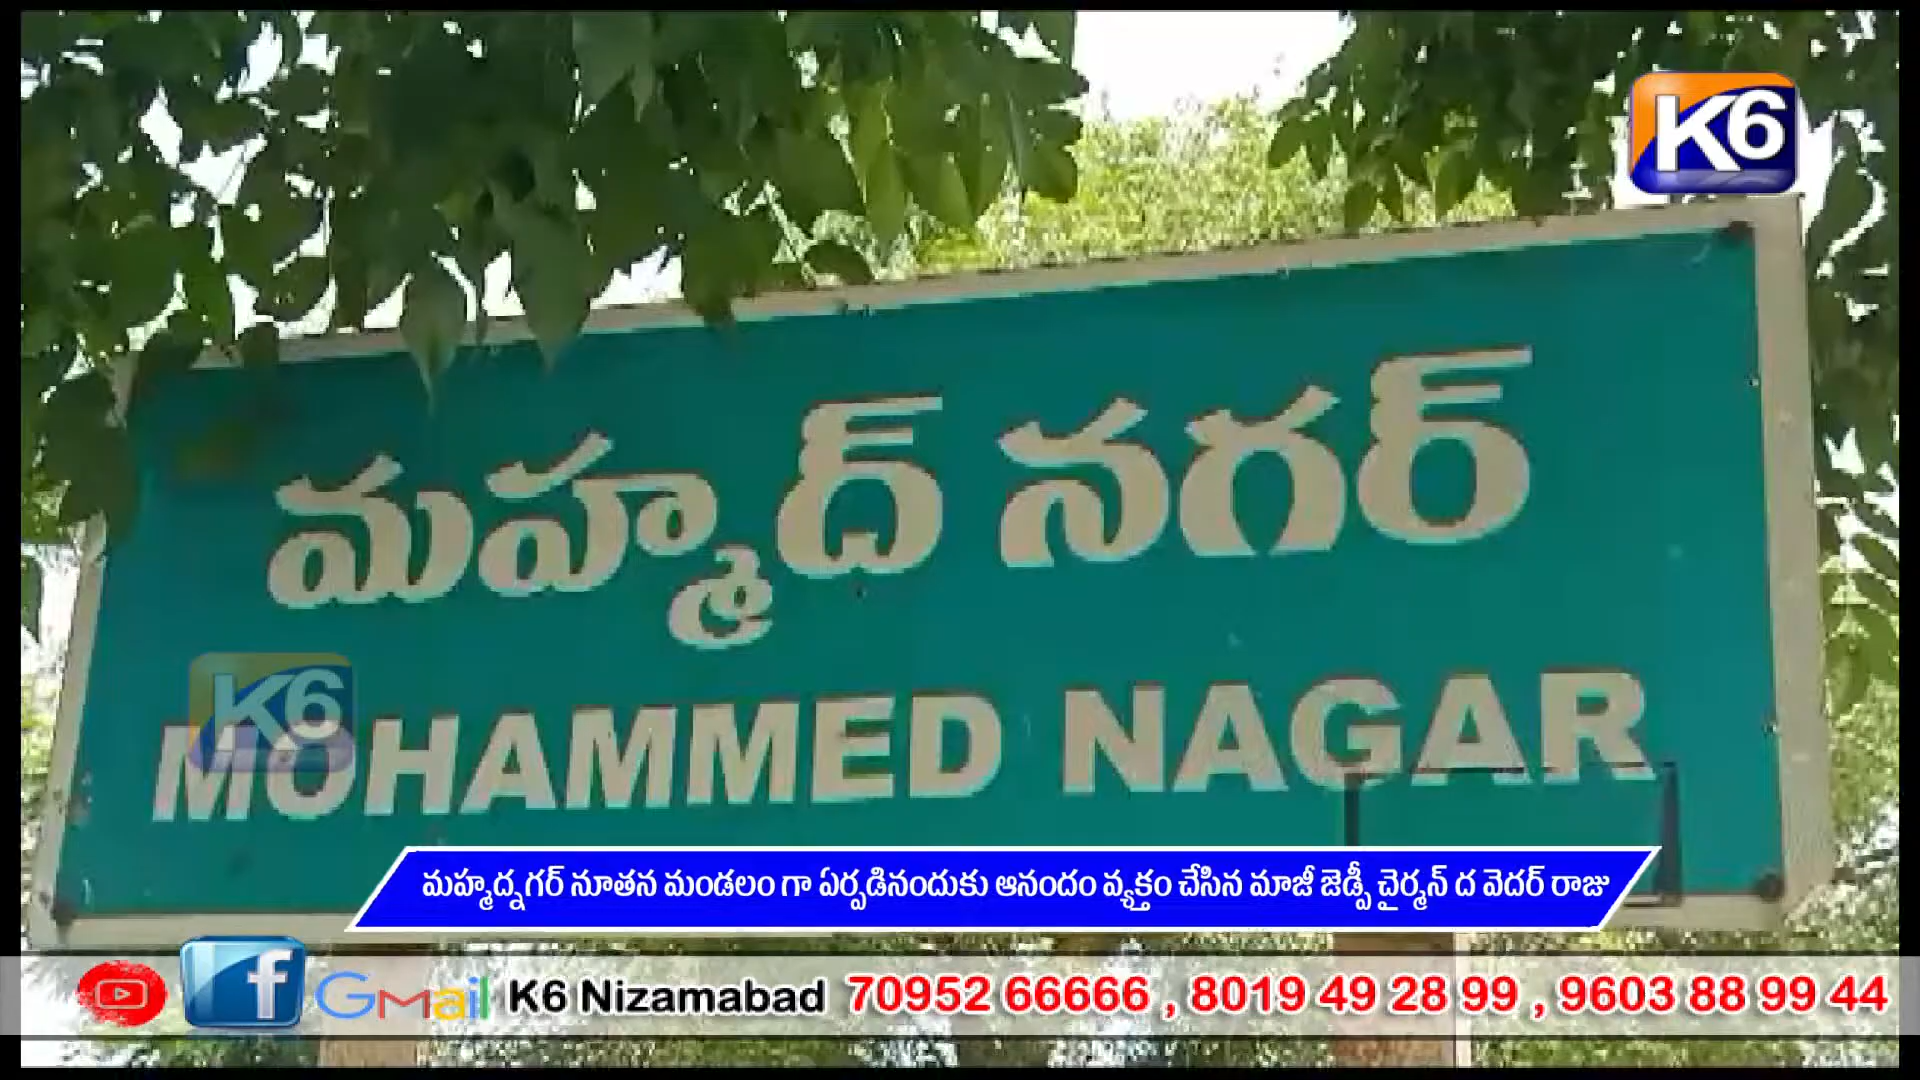 K6
మహ్మద్ నగర్
K6
MOHAMMED NAGAR
మహ్మద్నగర్ నూతన మండలం గా ఏర్పడినందుకు ఆనందం వ్యక్తం చేసిన మాజీ జెడ్పీ చైర్మన్ ద వెదర్ రాజు
f Gmail K6 Nizamabad 70952 66666 , 8019 49 28 99 , 9603 88 99 44